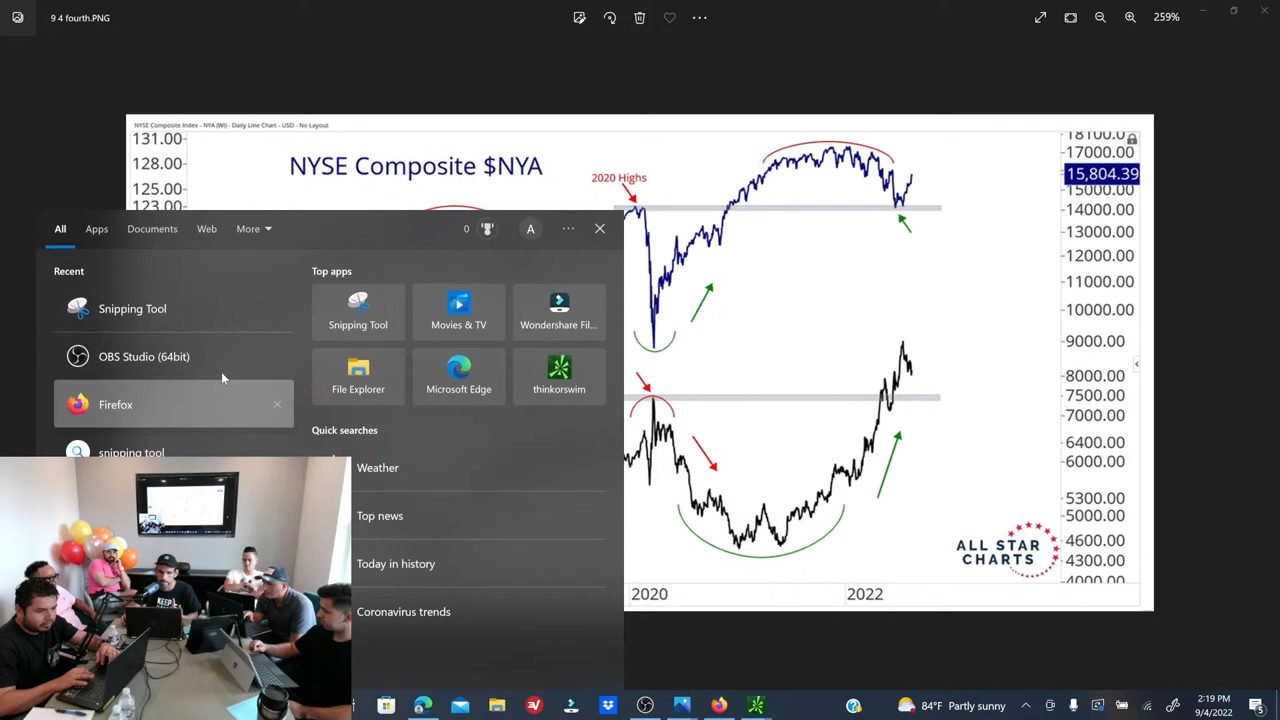 9 4 fourth.PNG
259%
NYSE Composite Index - NYA (WI) - Daily Line Chart - USD - No Layout
131.00
128.00
125.00
123.00
NYSE Composite $NYA
2020 Highs
18100.0
17000.00
15,804.39
15000.00
14000.00
13000.00
12000.00
11000.00
10000.00
9000.00
8000.00
7500.00
7000.00
6400.00
6000.00
5300.00
5000.00
4600.00
4300.00
4000.00
2020
2022
ALL STAR
CHARTS
All
Apps
Documents
Web
More
0
A
Recent
Snipping Tool
OBS Studio (64bit)
Firefox
snipping tool
Top apps
Snipping Tool
Movies & TV
Wondershare Fil...
File Explorer
Microsoft Edge
thinkorswim
Quick searches
Weather
Top news
Today in history
Coronavirus trends
84°F Partly sunny
2:19 PM
9/4/2022
5